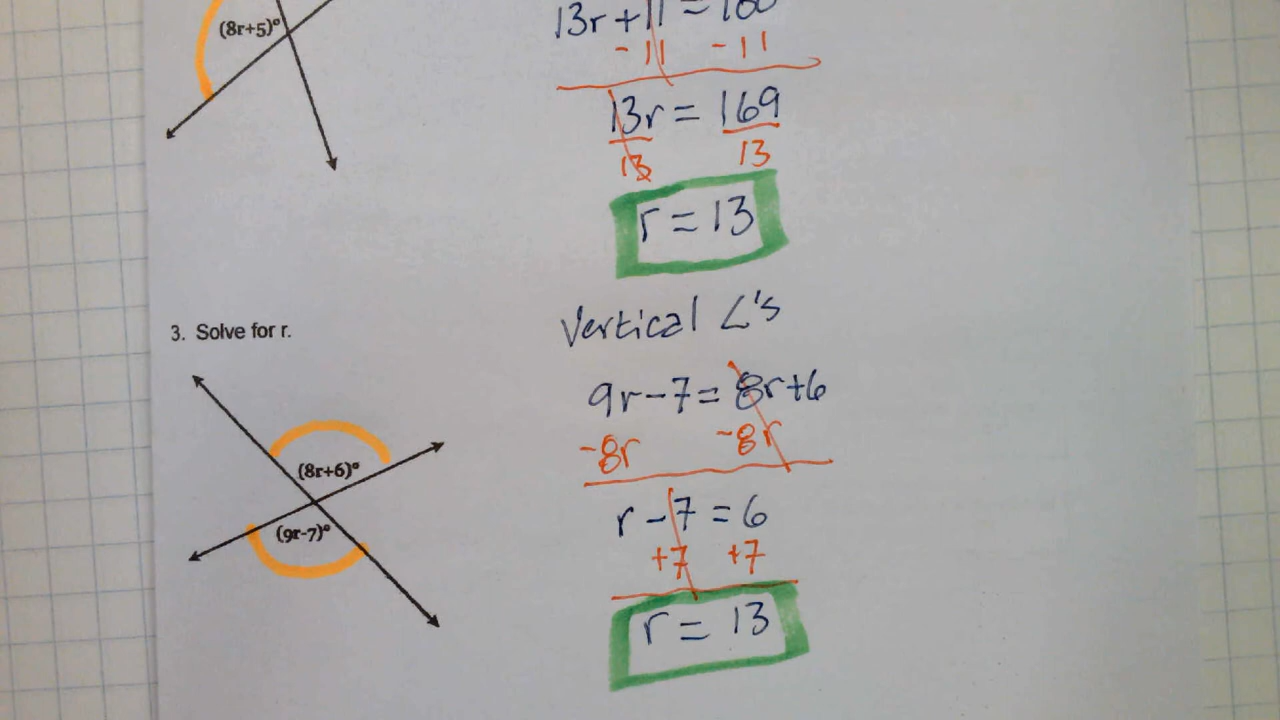 (8r+5)°
13r+11 = 180
-11 -11
13r = 169
13 13
r = 13
3. Solve for r.
(8r+6)°
(9r-7)°
Vertical ∠'s
9r-7 = 8r+6
-8r -8r
r-7 = 6
+7 +7
r = 13